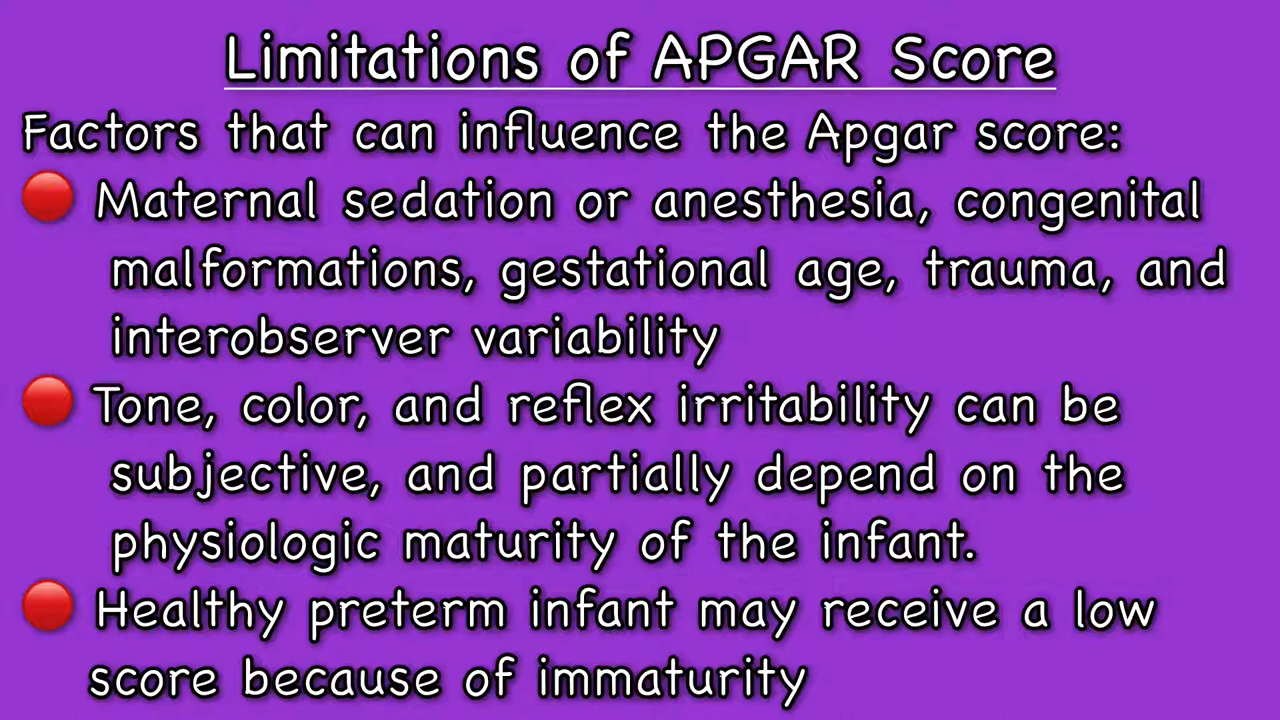 Limitations of APGAR Score
Factors that can influence the Apgar score:
Maternal sedation or anesthesia, congenital
malformations, gestational age, trauma, and
interobserver variability
Tone, color, and reflex irritability can be
subjective, and partially depend on the
physiologic maturity of the infant.
Healthy preterm infant may receive a low
score because of immaturity